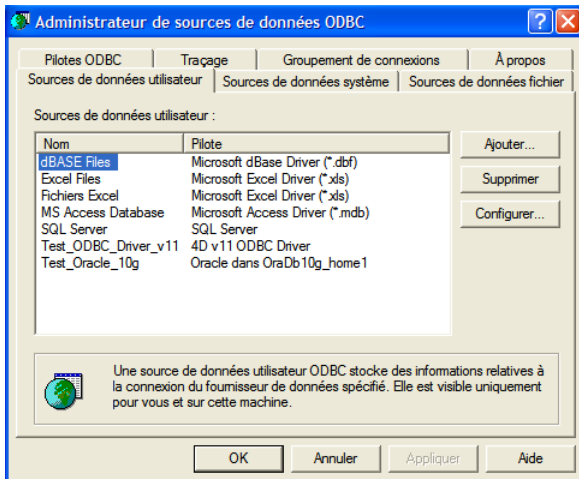 Administrateur de sources de données ODBC
Pilotes ODBC Traçage Groupement de connexions À propos
Sources de données utilisateur Sources de données système Sources de données fichier
Sources de données utilisateur :
Nom Pilote
dBASE Files Microsoft dBase Driver (*.dbf)
Excel Files Microsoft Excel Driver (*.xls)
Fichiers Excel Microsoft Excel Driver (*.xls)
MS Access Database Microsoft Access Driver (*.mdb)
SQL Server SQL Server
Test_ODBC_Driver_v11 4D v11 ODBC Driver
Test_Oracle_10g Oracle dans OraDb10g_home1
Ajouter...
Supprimer
Configurer...
Une source de données utilisateur ODBC stocke des informations relatives à
la connexion du fournisseur de données spécifié. Elle est visible uniquement
pour vous et sur cette machine.
OK Annuler Appliquer Aide